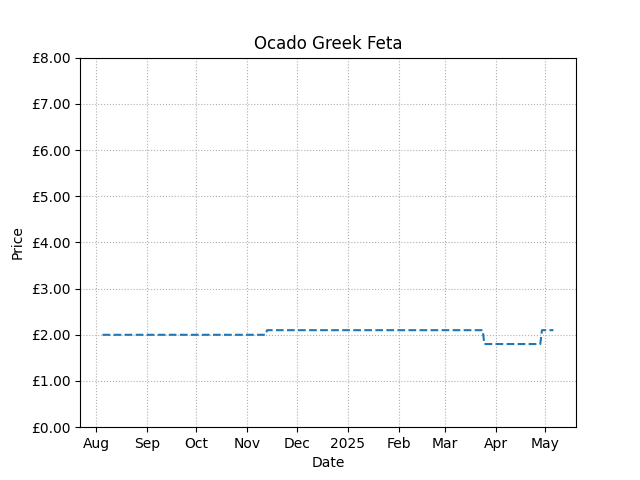 Ocado Greek Feta
£8.00
£7.00
£6.00
£5.00
£4.00
£3.00
£2.00
£1.00
£0.00
Price
Aug Sep Oct Nov Dec 2025 Feb Mar Apr May
Date